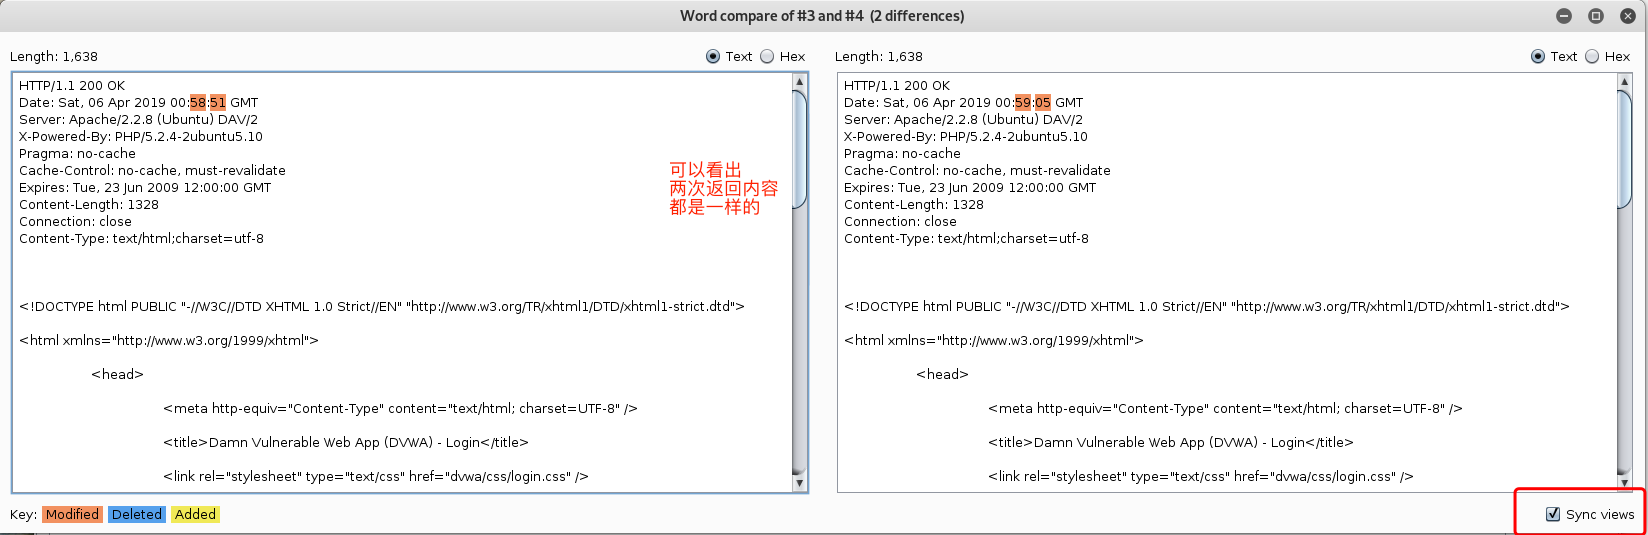 Word compare of #3 and #4 (2 differences)
Length: 1,638
Text
Hex
HTTP/1.1 200 OK
Date: Sat, 06 Apr 2019 00:58:51 GMT
Server: Apache/2.2.8 (Ubuntu) DAV/2
X-Powered-By: PHP/5.2.4-2ubuntu5.10
Pragma: no-cache
Cache-Control: no-cache, must-revalidate
Expires: Tue, 23 Jun 2009 12:00:00 GMT
Content-Length: 1328
Connection: close
Content-Type: text/html;charset=utf-8
<!DOCTYPE html PUBLIC "-//W3C//DTD XHTML 1.0 Strict//EN" "http://www.w3.org/TR/xhtml1/DTD/xhtml1-strict.dtd">
<html xmlns="http://www.w3.org/1999/xhtml">
<head>
<meta http-equiv="Content-Type" content="text/html; charset=UTF-8" />
<title>Damn Vulnerable Web App (DVWA) - Login</title>
<link rel="stylesheet" type="text/css" href="dvwa/css/login.css" />
可以看出
两次返回内容
都是一样的
Length: 1,638
Text
Hex
HTTP/1.1 200 OK
Date: Sat, 06 Apr 2019 00:59:05 GMT
Server: Apache/2.2.8 (Ubuntu) DAV/2
X-Powered-By: PHP/5.2.4-2ubuntu5.10
Pragma: no-cache
Cache-Control: no-cache, must-revalidate
Expires: Tue, 23 Jun 2009 12:00:00 GMT
Content-Length: 1328
Connection: close
Content-Type: text/html;charset=utf-8
<!DOCTYPE html PUBLIC "-//W3C//DTD XHTML 1.0 Strict//EN" "http://www.w3.org/TR/xhtml1/DTD/xhtml1-strict.dtd">
<html xmlns="http://www.w3.org/1999/xhtml">
<head>
<meta http-equiv="Content-Type" content="text/html; charset=UTF-8" />
<title>Damn Vulnerable Web App (DVWA) - Login</title>
<link rel="stylesheet" type="text/css" href="dvwa/css/login.css" />
Key: Modified Deleted Added
Sync views